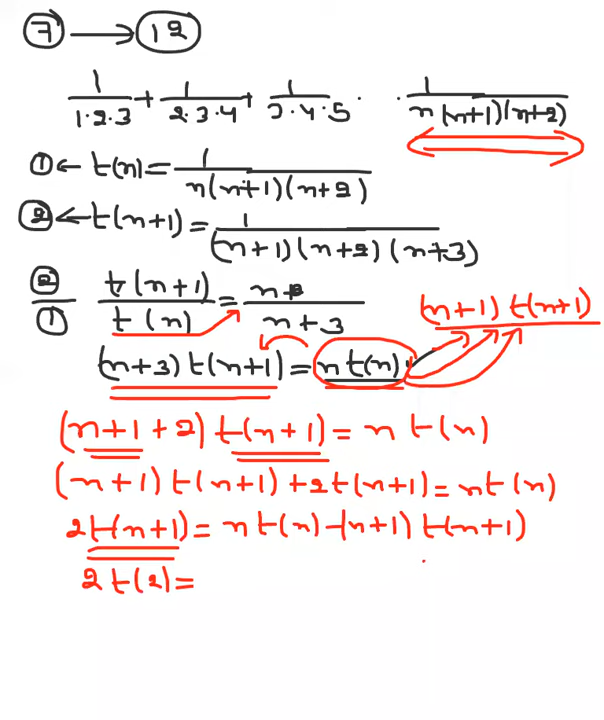 7 → 12
1/1·2·3 + 1/2·3·4 + 1/3·4·5 · · 1/n(n+1)(n+2)
① ← t(n) = 1/n(n+1)(n+2)
② ← t(n+1) = 1/(n+1)(n+2)(n+3)
②/① t(n+1)/t(n) = n/n+3
(n+1) t(n+1)
(n+3) t(n+1) = n t(n)
(n+1+2) t(n+1) = n t(n)
(n+1) t(n+1) + 2t(n+1) = nt(n)
2t(n+1) = n t(n) - (n+1) t(n+1)
2 t(2) =